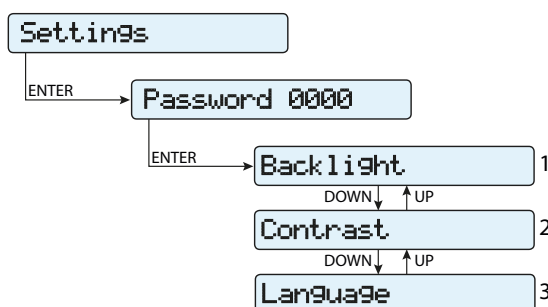 Settings
ENTER
Password 0000
ENTER
Backlight 1
DOWN UP
Contrast 2
DOWN UP
Language 3